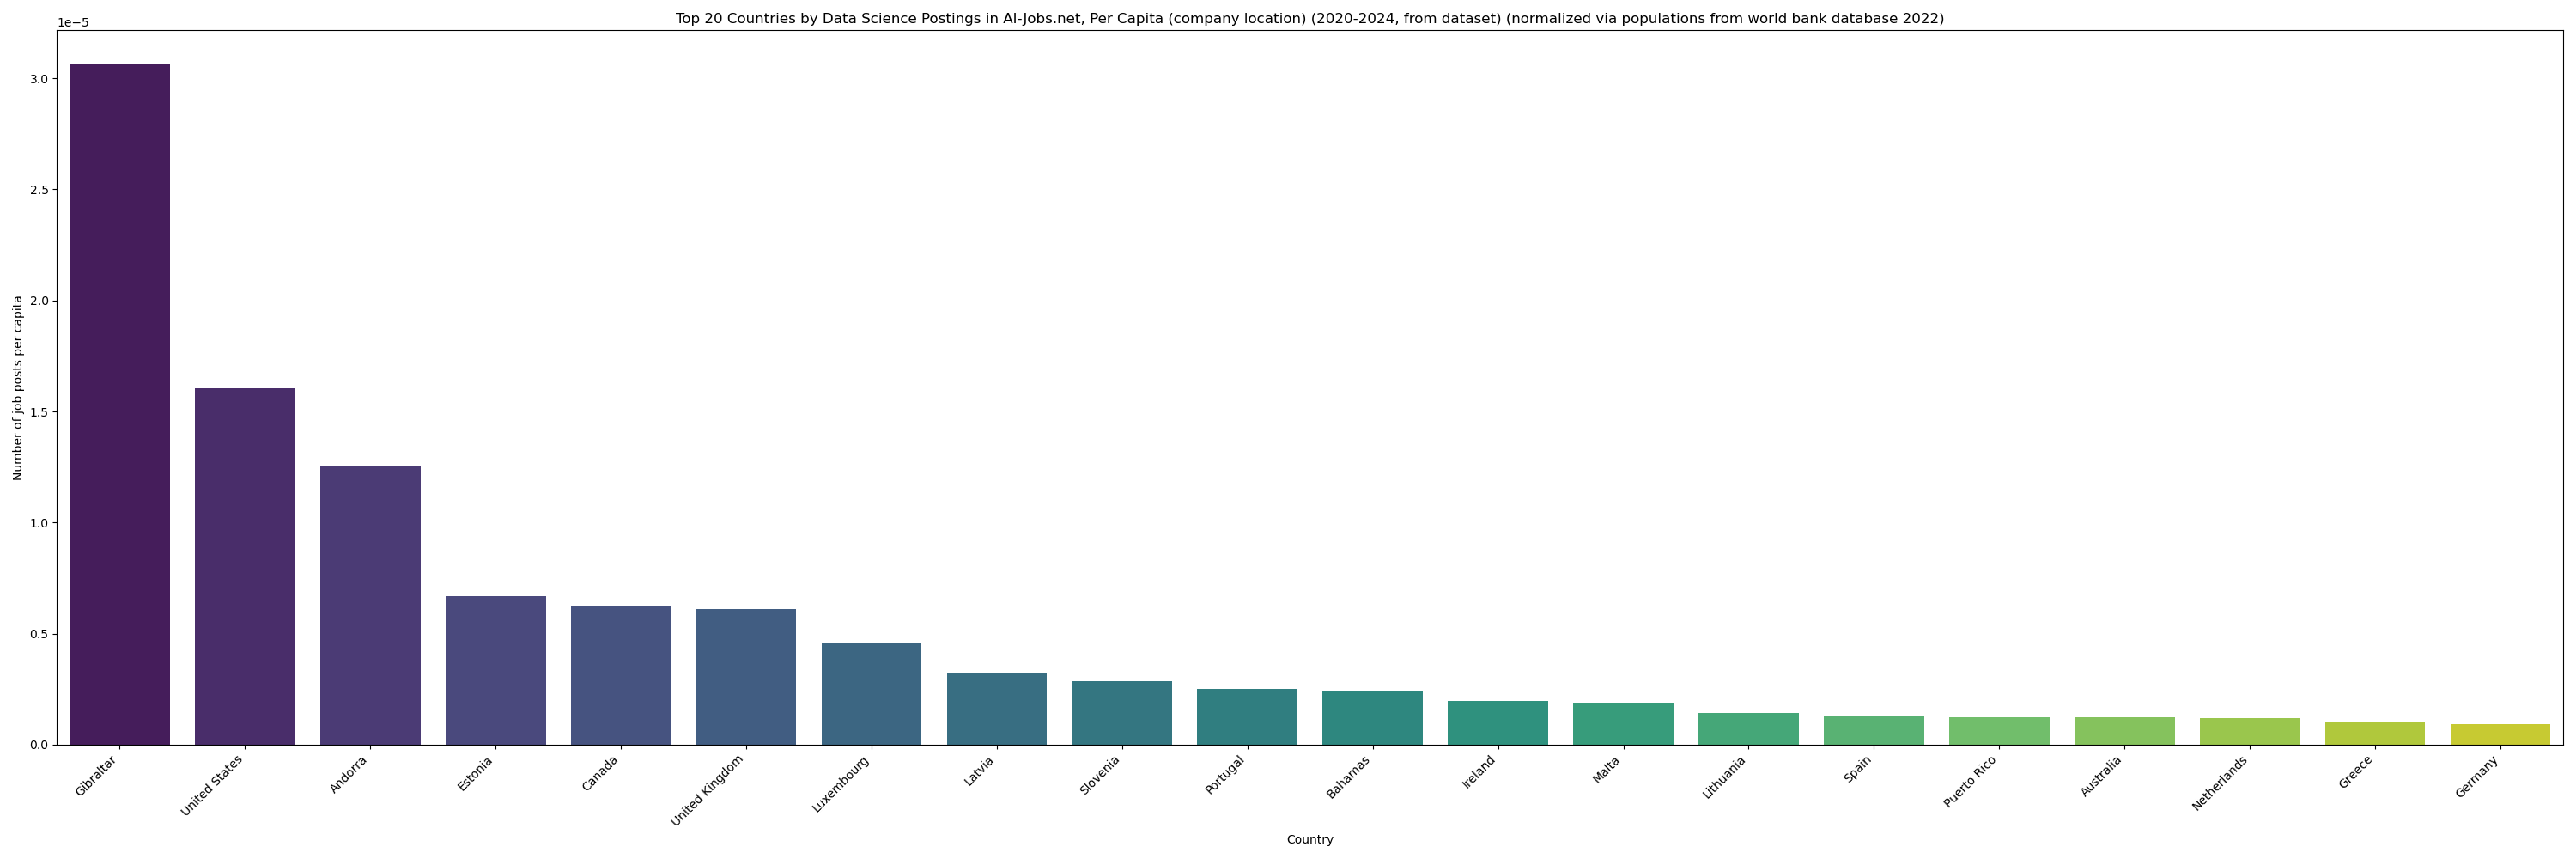 Top 20 Countries by Data Science Postings in AI-Jobs.net, Per Capita (company location) (2020-2024, from dataset) (normalized via populations from world bank database 2022)
1e−5
3.0
2.5
2.0
1.5
1.0
0.5
0.0
Number of job posts per capita
Gibraltar
United States
Andorra
Estonia
Canada
United Kingdom
Luxembourg
Latvia
Slovenia
Portugal
Bahamas
Ireland
Malta
Lithuania
Spain
Puerto Rico
Australia
Netherlands
Greece
Germany
Country